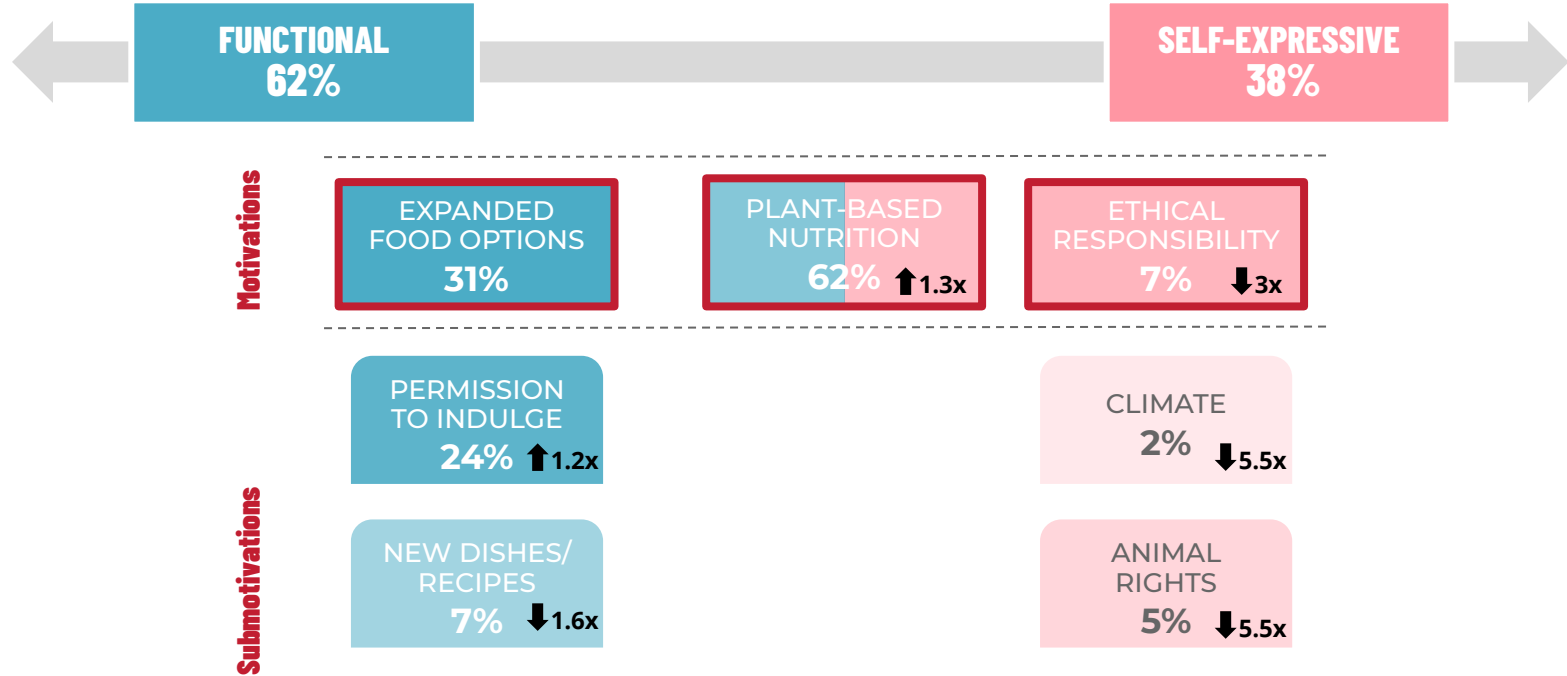 FUNCTIONAL
62%
SELF-EXPRESSIVE
38%
Motivations
EXPANDED
FOOD OPTIONS
31%
PLANT-BASED
NUTRITION
62% ⬆1.3x
ETHICAL
RESPONSIBILITY
7% ⬇3x
Submotivations
PERMISSION
TO INDULGE
24% ⬆1.2x
CLIMATE
2% ⬇5.5x
NEW DISHES/
RECIPES
7% ⬇1.6x
ANIMAL
RIGHTS
5% ⬇5.5x